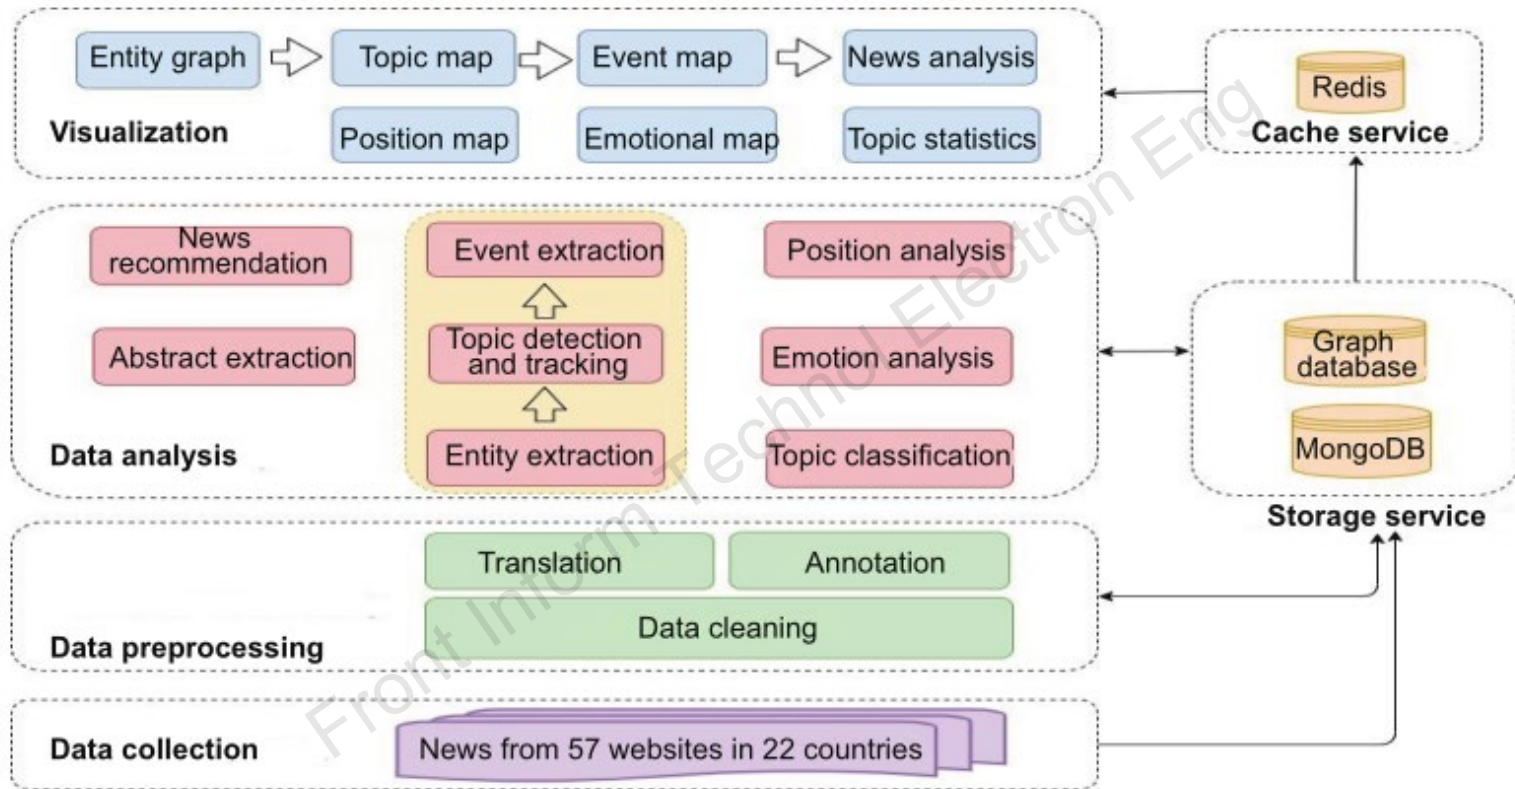 Entity graph
Topic map
Event map
News analysis
Visualization
Position map
Emotional map
Topic statistics
Redis
Cache service
News
recommendation
Event extraction
Position analysis
Abstract extraction
Topic detection
and tracking
Emotion analysis
Data analysis
Entity extraction
Topic classification
Graph
database
MongoDB
Storage service
Translation
Annotation
Data preprocessing
Data cleaning
Data collection
News from 57 websites in 22 countries
Front Inform Technol Electron Eng